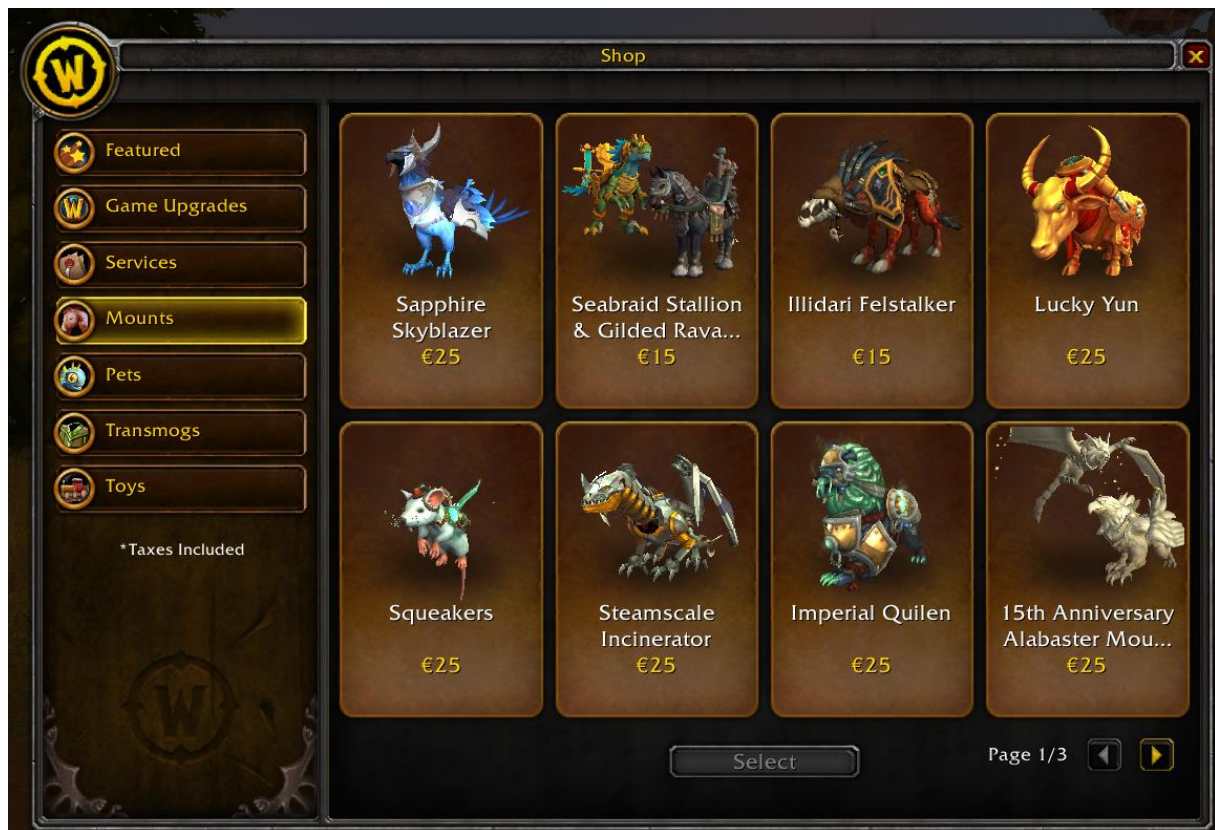 Shop
Featured
Game Upgrades
Services
Mounts
Pets
Transmogs
Toys
*Taxes Included
Sapphire
Skyblazer
€25
Seabraid Stallion
& Gilded Rava...
€15
Illidari Felstalker
€15
Lucky Yun
€25
Squeakers
€25
Steamscale
Incinerator
€25
Imperial Quilen
€25
15th Anniversary
Alabaster Mou...
€25
Select
Page 1/3